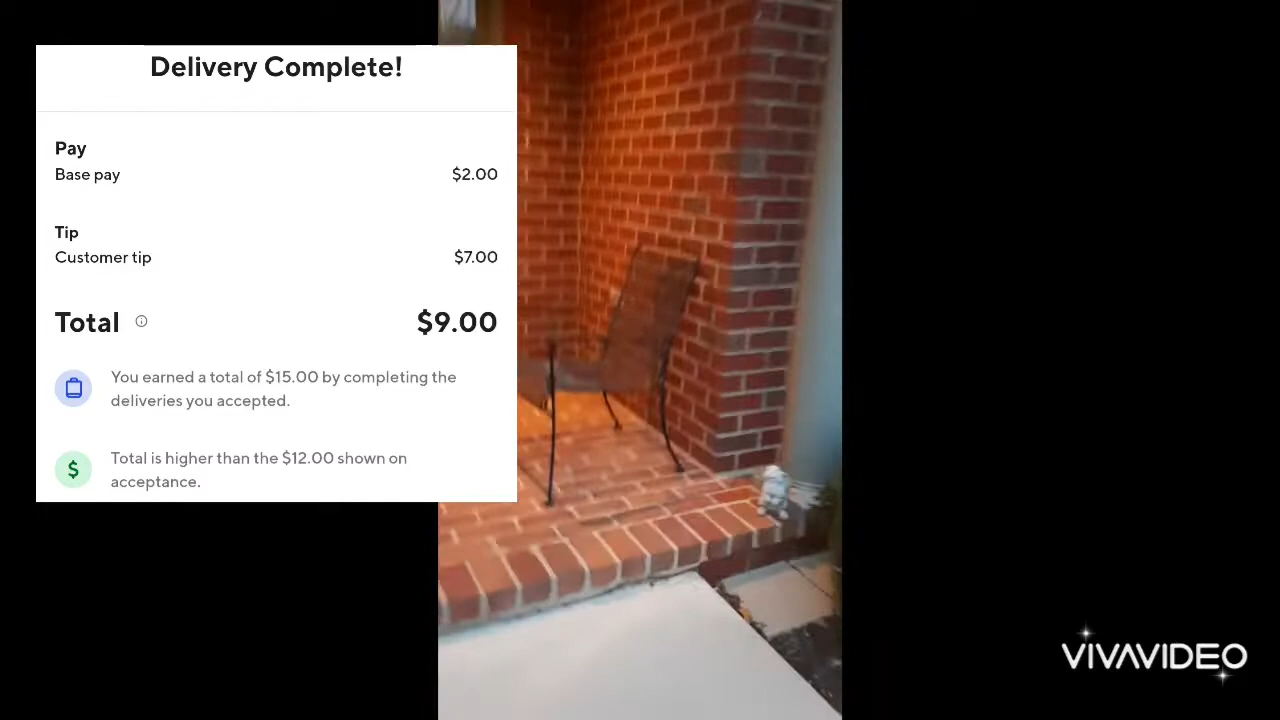 Delivery Complete!
Pay
Base pay $2.00
Tip
Customer tip $7.00
Total $9.00
You earned a total of $15.00 by completing the
deliveries you accepted.
$
Total is higher than the $12.00 shown on
acceptance.
VIVAVIDEO